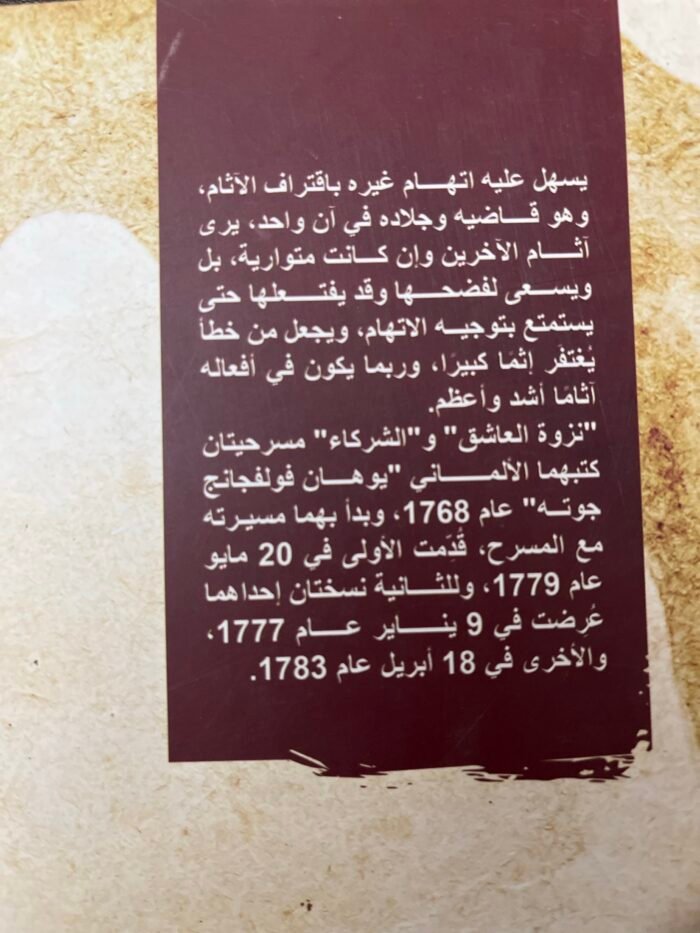 يسهل عليه اتهام غيره باقتراف الآثام،
وهو قاضيه وجلاده في آن واحد، يرى
آثام الآخرين وإن كانت متوارية، بل
ويسعى لفضحها وقد يفتعلها حتى
يستمتع بتوجيه الاتهام، ويجعل من خطأ
يُغتفَر إثمًا كبيرًا، وربما يكون في أفعاله
آثامًا أشد وأعظم.
"نزوة العاشق" و"الشركاء" مسرحيتان
كتبهما الألماني "يوهان فولفجانج
جوته" عام 1768، وبدأ بهما مسيرته
مع المسرح، قُدِّمت الأولى في 20 مايو
عام 1779، وللثانية نسختان إحداهما
عُرضت في 9 يناير عام 1777،
والأخرى في 18 أبريل عام 1783.